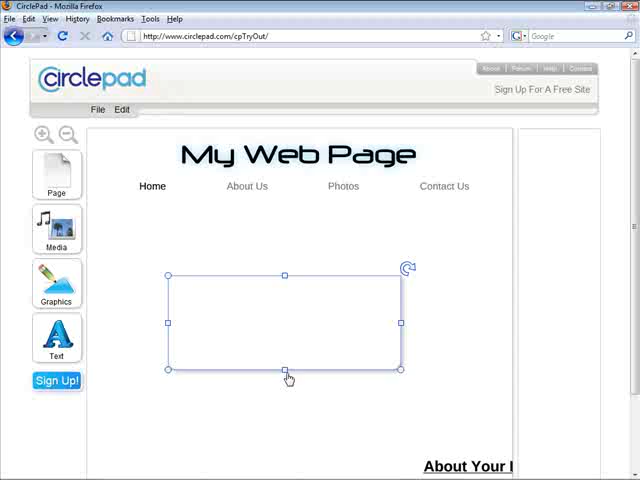 CirclePad - Mozilla Firefox
File Edit View History Bookmarks Tools Help
http://www.circlepad.com/cpTryOut/
Google
circlepad
About | Forum | Help | Contact
Sign Up For A Free Site
File Edit
My Web Page
Home About Us Photos Contact Us
Page
Media
Graphics
Text
Sign Up!
About Your